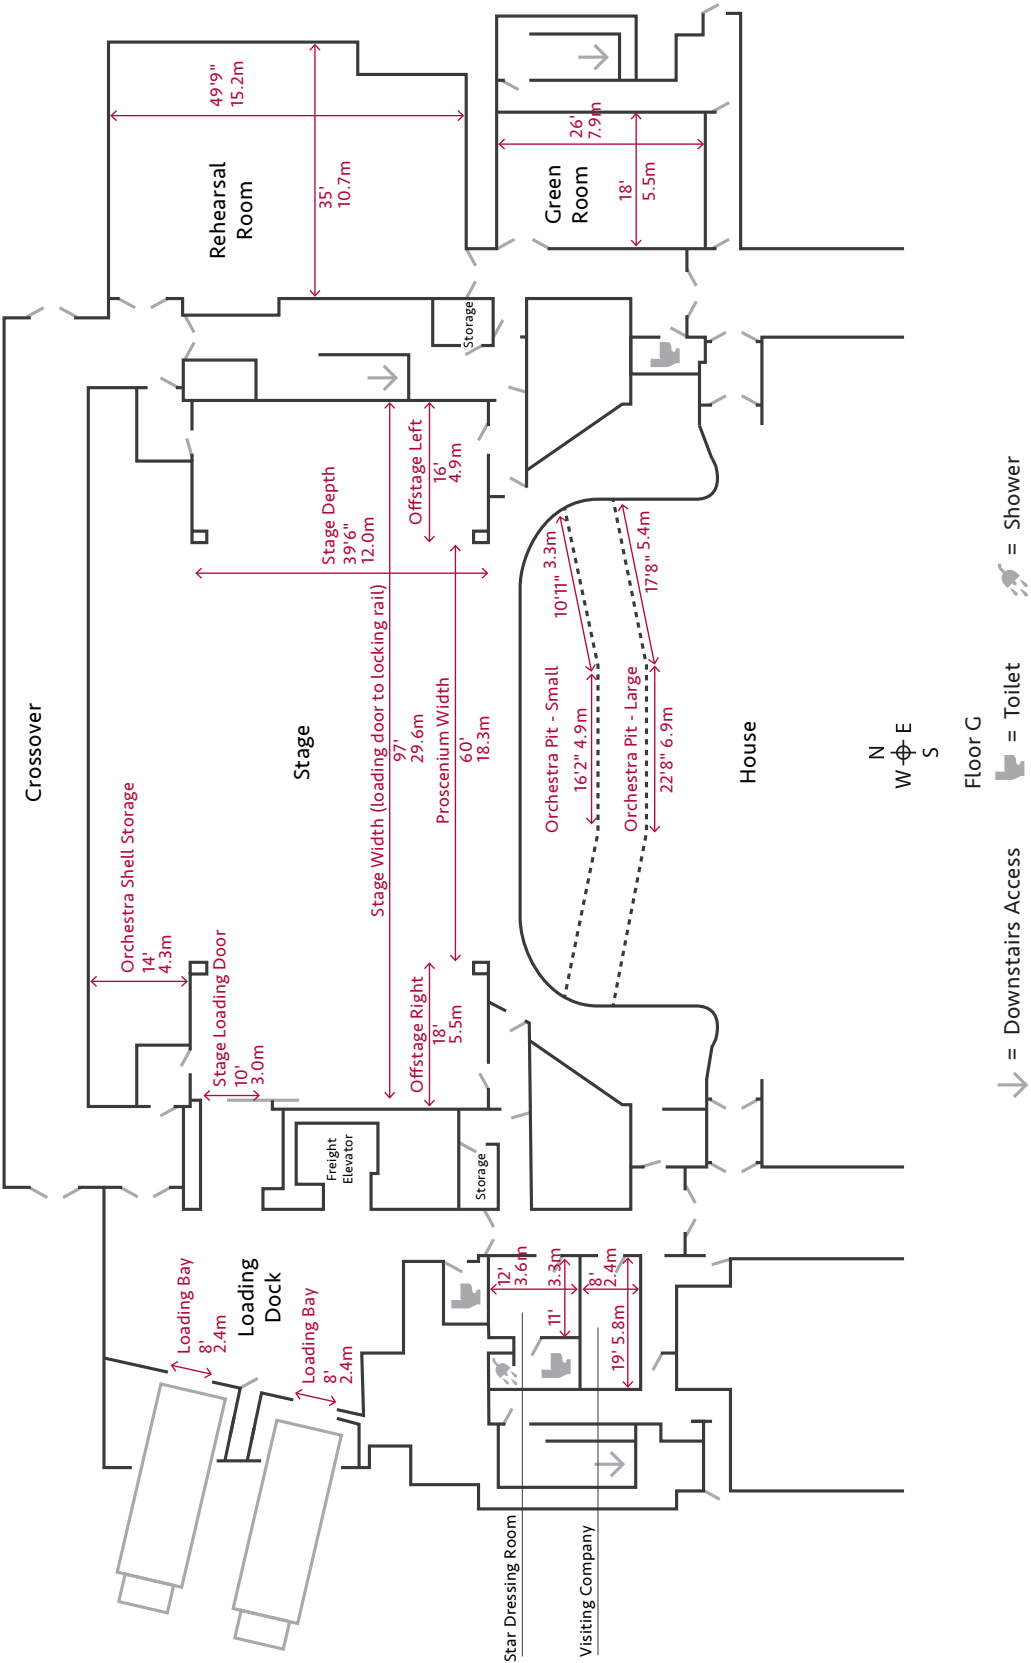 Crossover
Orchestra Shell Storage
14'
4.3m
Stage Loading Door
10'
3.0m
Loading Bay
8'
2.4m
Loading
Dock
Loading Bay
8'
2.4m
Freight
Elevator
Storage
Stage
Stage Depth
39'6"
12.0m
Stage Width (loading door to locking rail)
97'
29.6m
Proscenium Width
60'
18.3m
Offstage Right
18'
5.5m
Offstage Left
16'
4.9m
Rehearsal
Room
49'9"
15.2m
35'
10.7m
Storage
Green
Room
26'
7.9m
18'
5.5m
12'
3.6m
11'
3.3m
8'
2.4m
19' 5.8m
Star Dressing Room
Visiting Company
Orchestra Pit - Small
16'2" 4.9m
10'11" 3.3m
Orchestra Pit - Large
22'8" 6.9m
17'8" 5.4m
House
N
W E
S
Floor G
= Downstairs Access
= Toilet
= Shower